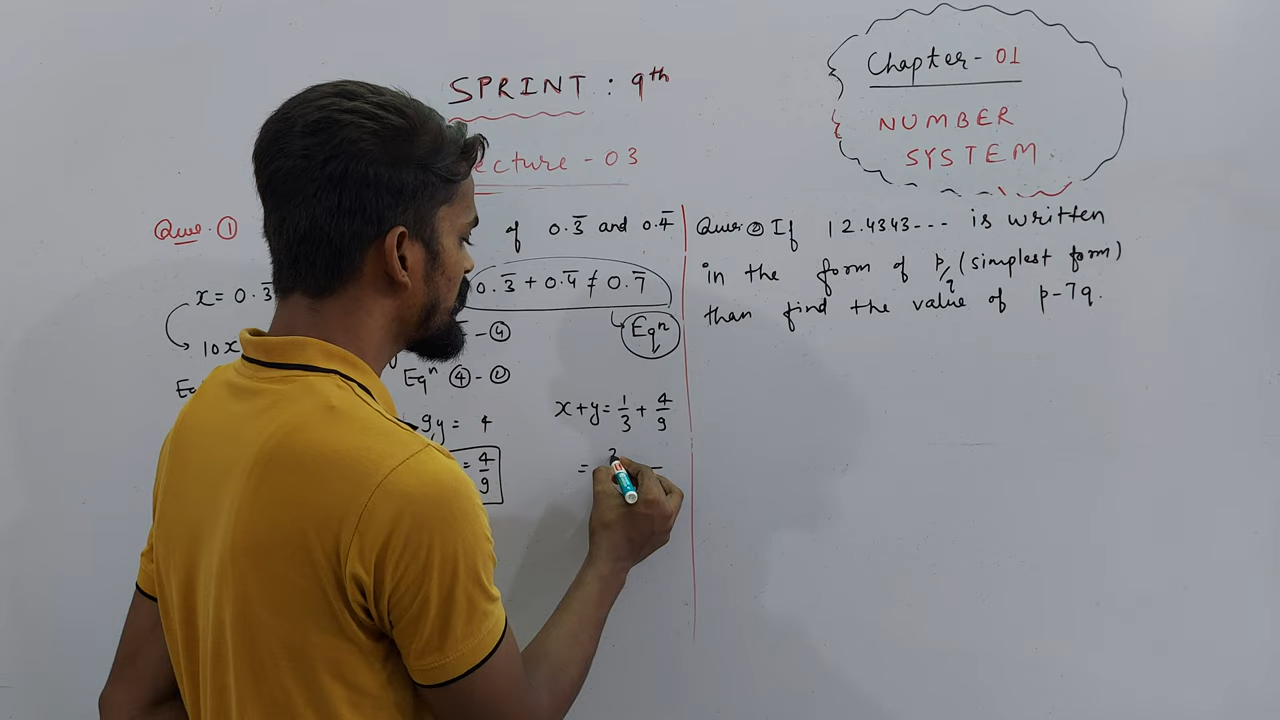 SPRINT : 9th
ecture - 03
Chapter - 01
NUMBER
SYSTEM
Que. ① of 0.3̅ and 0.4̅
0.3̅ + 0.4̅ ≠ 0.7̅
x = 0.3̅
Eqⁿ
- ④
10x
Eqⁿ ④ - ②
x+y = 1/3 + 4/9
9y = 4
= 4/9
=
Que. ② If 12.4343--- is written
in the form of p/q (simplest form)
than find the value of p-7q.